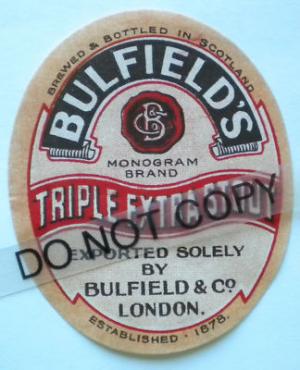 BREWED & BOTTLED IN SCOTLAND
BULFIELD'S
MONOGRAM
BRAND
TRIPLE EXTRA STOUT
DO NOT COPY
EXPORTED SOLELY
BY
BULFIELD & Co
LONDON.
ESTABLISHED · 1878.